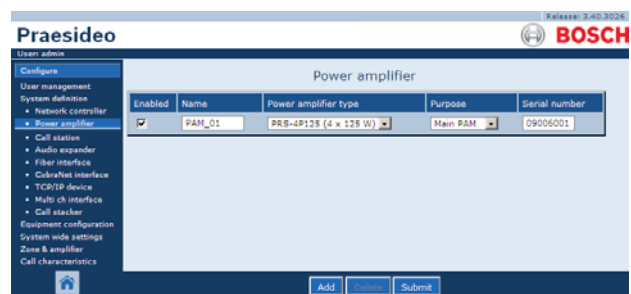 Release: 3.40.3026
Praesideo
BOSCH
User: admin
Configure
User management
System definition
• Network controller
• Power amplifier
• Call station
• Audio expander
• Fiber interface
• CobraNet interface
• TCP/IP device
• Multi ch interface
• Call stacker
Equipment configuration
System wide settings
Zone & amplifier
Call characteristics
Power amplifier
Enabled Name Power amplifier type Purpose Serial number
PAM_01 PRS-4P125 (4 x 125 W) Main PAM 09006001
Add Delete Submit